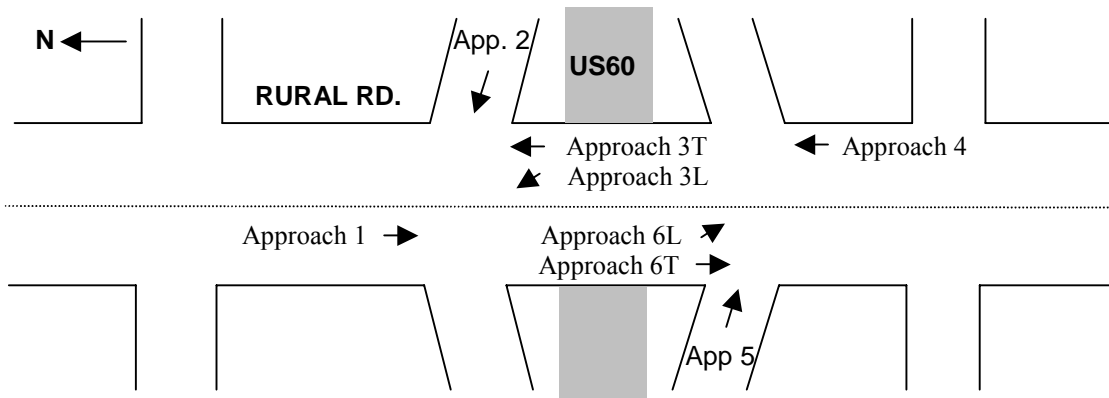 N
App. 2
US60
RURAL RD.
Approach 3T
Approach 4
Approach 3L
Approach 1
Approach 6L
Approach 6T
App 5